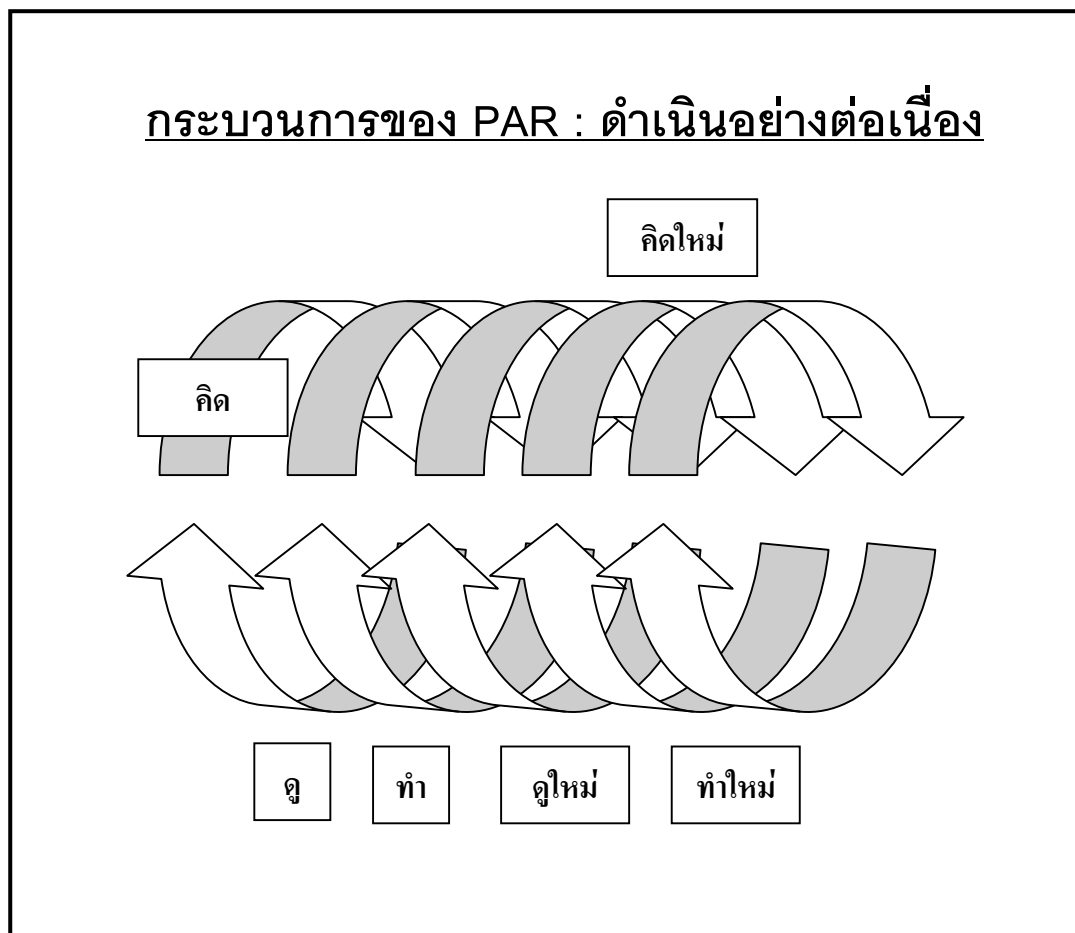 กระบวนการของ PAR : ดำเนินอย่างต่อเนื่อง
คิดใหม่
คิด
ดู
ทำ
ดูใหม่
ทำใหม่